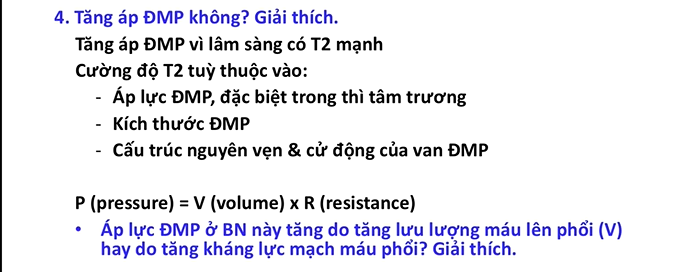 4. Tăng áp ĐMP không? Giải thích.
Tăng áp ĐMP vì lâm sàng có T2 mạnh
Cường độ T2 tuỳ thuộc vào:
- Áp lực ĐMP, đặc biệt trong thì tâm trương
- Kích thước ĐMP
- Cấu trúc nguyên vẹn & cử động của van ĐMP
P (pressure) = V (volume) x R (resistance)
• Áp lực ĐMP ở BN này tăng do tăng lưu lượng máu lên phổi (V)
hay do tăng kháng lực mạch máu phổi? Giải thích.